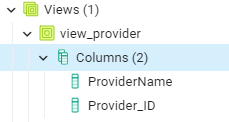 Views (1)
view_provider
Columns (2)
ProviderName
Provider_ID